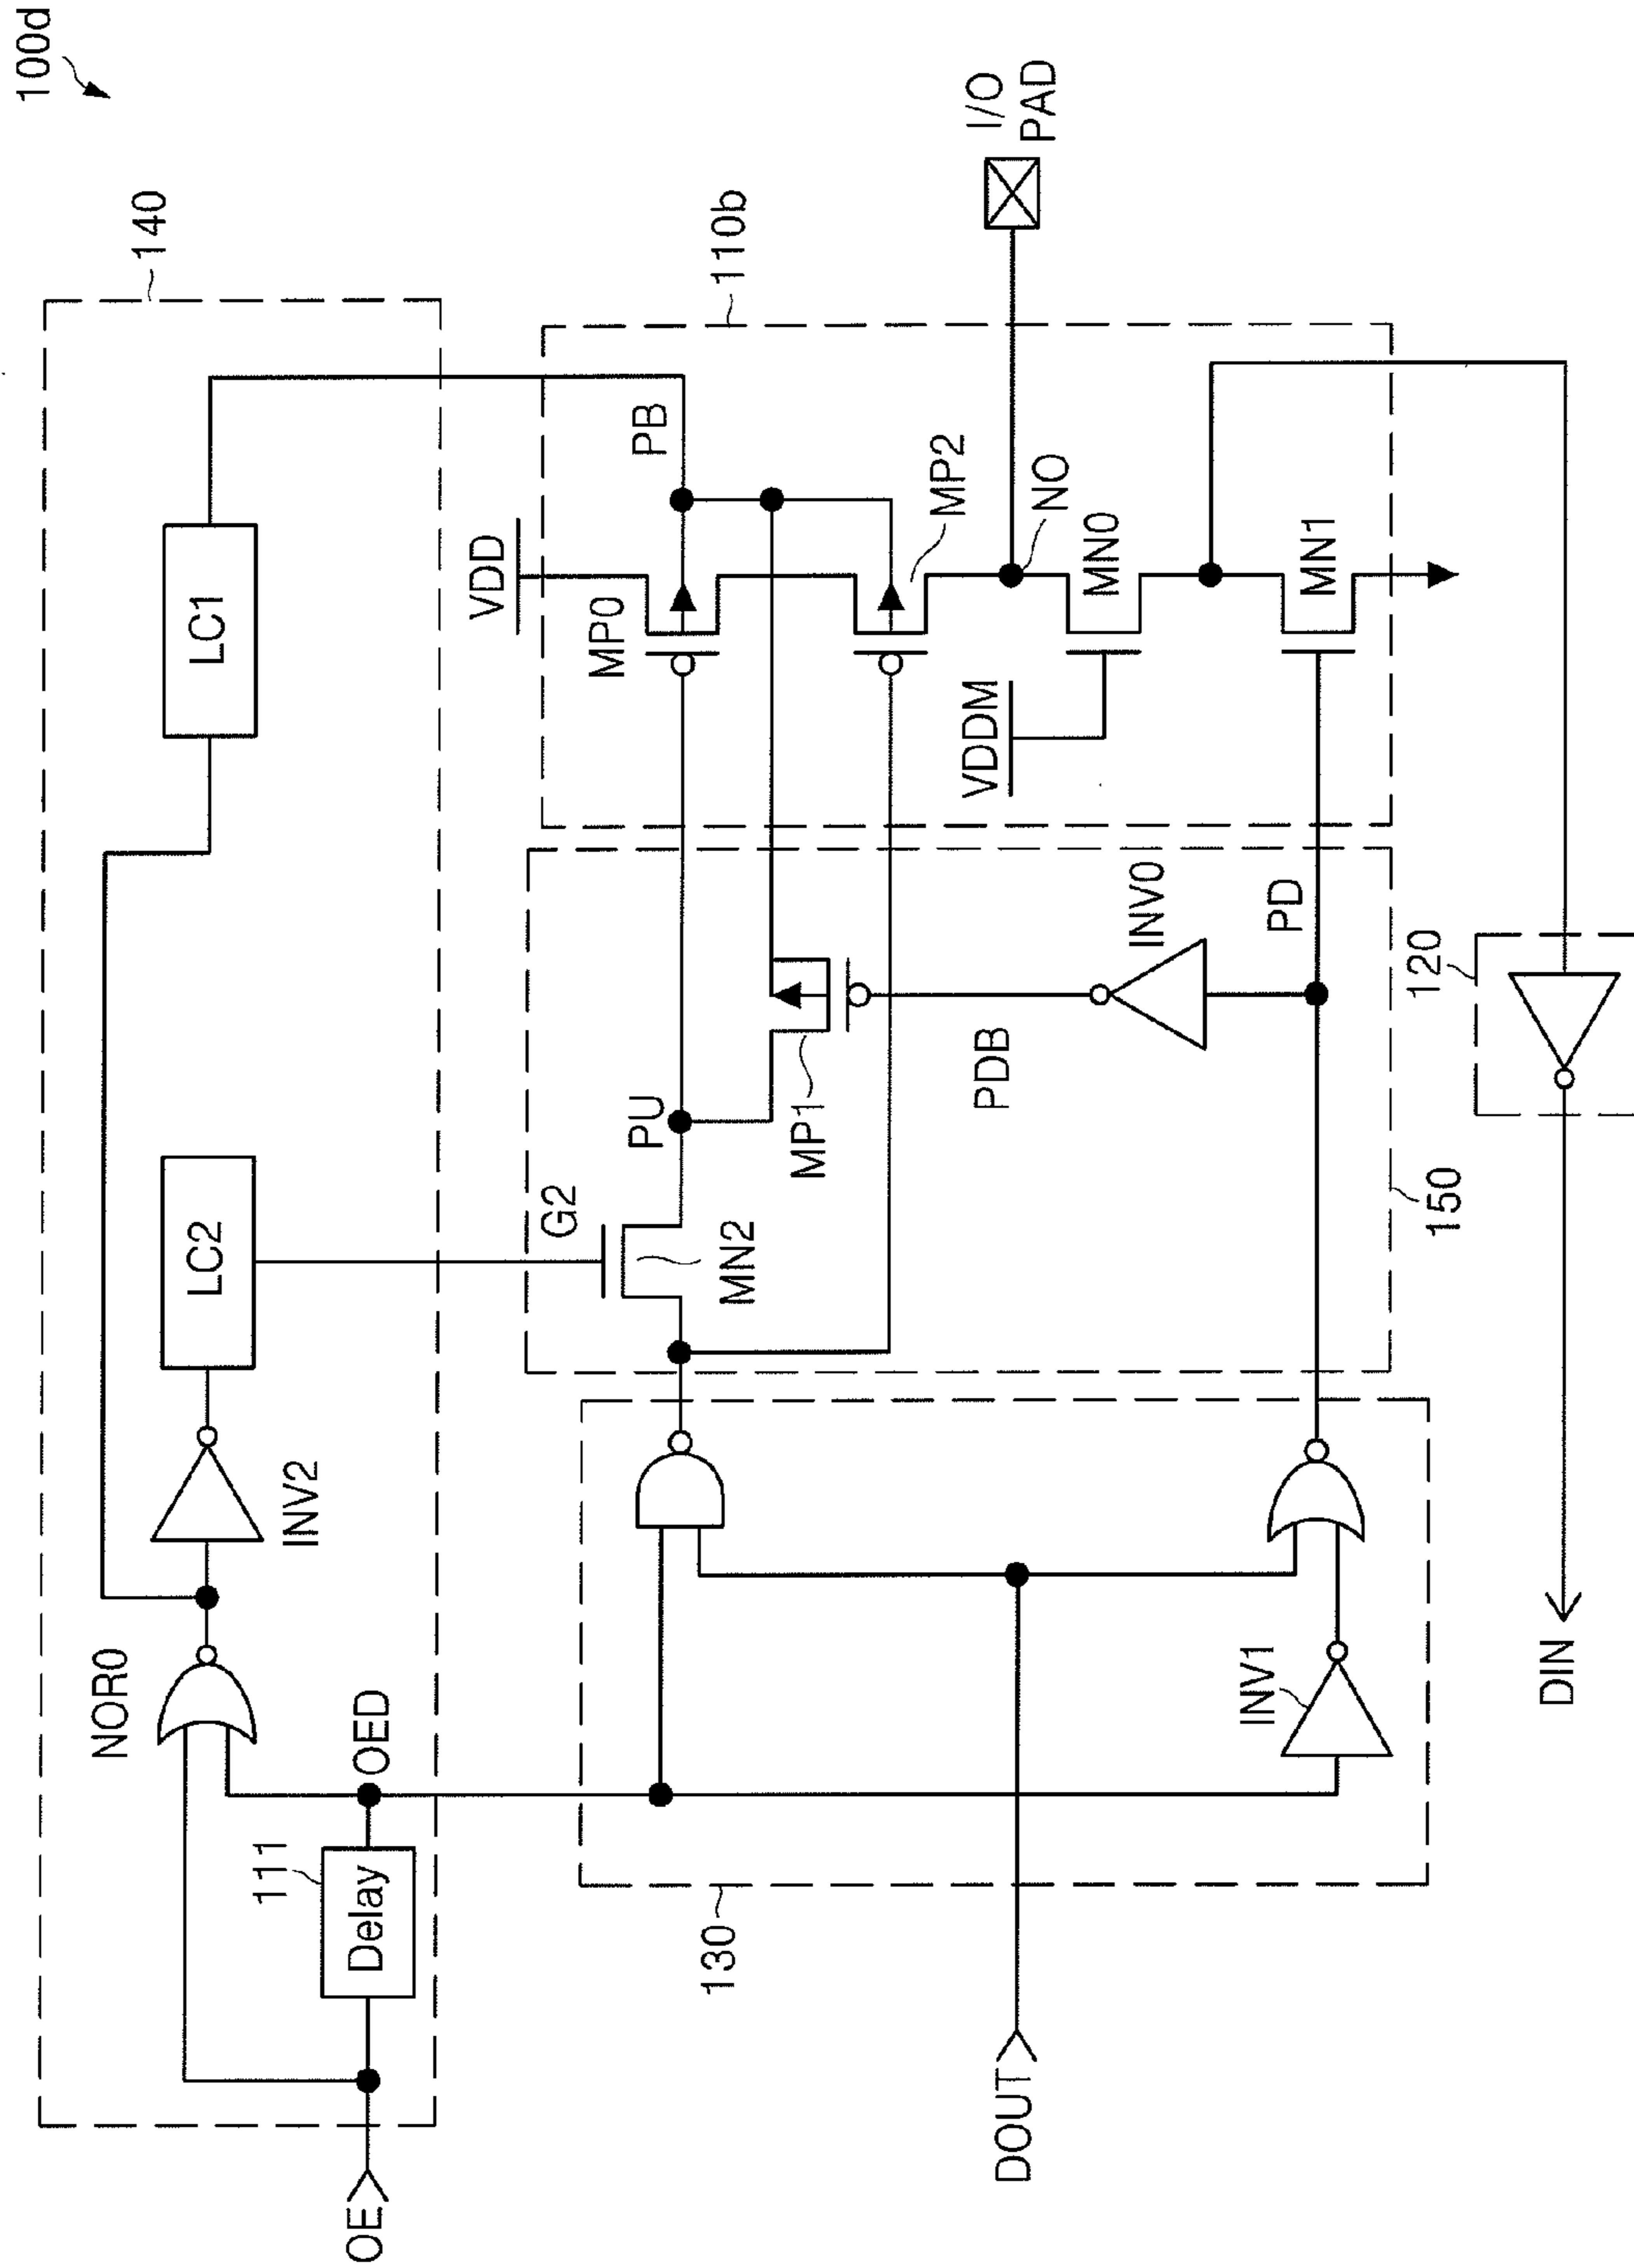 100d
140
LC1
LC2
INV2
NOR0
OED
111
Delay
OE
110b
VDD
PB
MP0
MP2
I/O
PAD
NO
VDDM
MN0
MN1
G2
PU
MN2
MP1
PDB
INV0
PD
150
130
DOUT
INV1
120
DIN